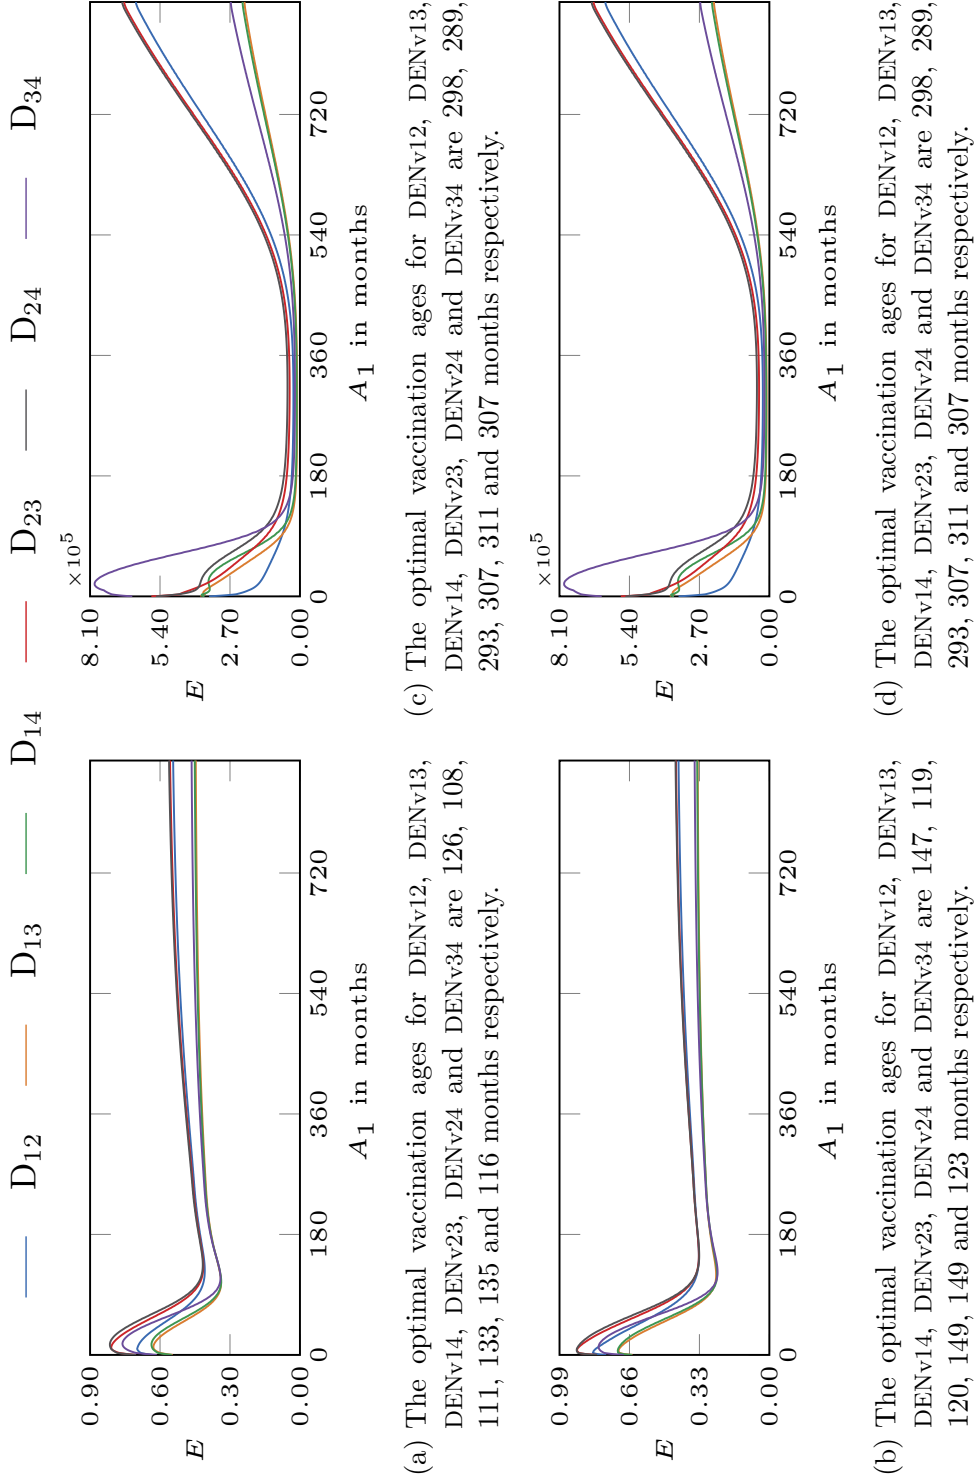 D12 D13 D14 D23 D24 D34
0.90
0.60
0.30
0.00
E
0 180 360 540 720
A1 in months
(a) The optimal vaccination ages for DENv12, DENv13,
DENv14, DENv23, DENv24 and DENv34 are 126, 108,
111, 133, 135 and 116 months respectively.
×10^5
8.10
5.40
2.70
0.00
E
0 180 360 540 720
A1 in months
(c) The optimal vaccination ages for DENv12, DENv13,
DENv14, DENv23, DENv24 and DENv34 are 298, 289,
293, 307, 311 and 307 months respectively.
0.99
0.66
0.33
0.00
E
0 180 360 540 720
A1 in months
(b) The optimal vaccination ages for DENv12, DENv13,
DENv14, DENv23, DENv24 and DENv34 are 147, 119,
120, 149, 149 and 123 months respectively.
×10^5
8.10
5.40
2.70
0.00
E
0 180 360 540 720
A1 in months
(d) The optimal vaccination ages for DENv12, DENv13,
DENv14, DENv23, DENv24 and DENv34 are 298, 289,
293, 307, 311 and 307 months respectively.